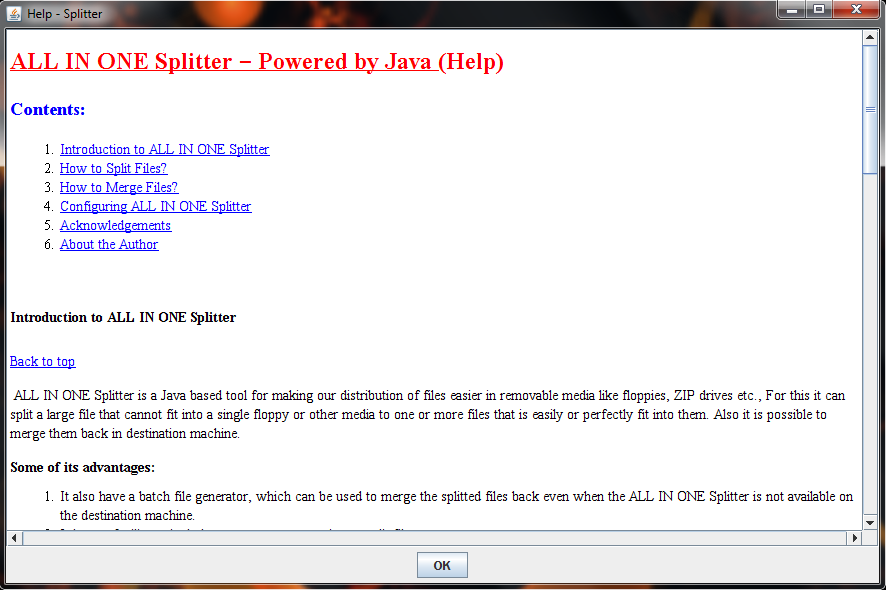 Help - Splitter
ALL IN ONE Splitter – Powered by Java (Help)
Contents:
1. Introduction to ALL IN ONE Splitter
2. How to Split Files?
3. How to Merge Files?
4. Configuring ALL IN ONE Splitter
5. Acknowledgements
6. About the Author
Introduction to ALL IN ONE Splitter
Back to top
ALL IN ONE Splitter is a Java based tool for making our distribution of files easier in removable media like floppies, ZIP drives etc., For this it can
split a large file that cannot fit into a single floppy or other media to one or more files that is easily or perfectly fit into them. Also it is possible to
merge them back in destination machine.
Some of its advantages:
1. It also have a batch file generator, which can be used to merge the splitted files back even when the ALL IN ONE Splitter is not available on
the destination machine.
OK